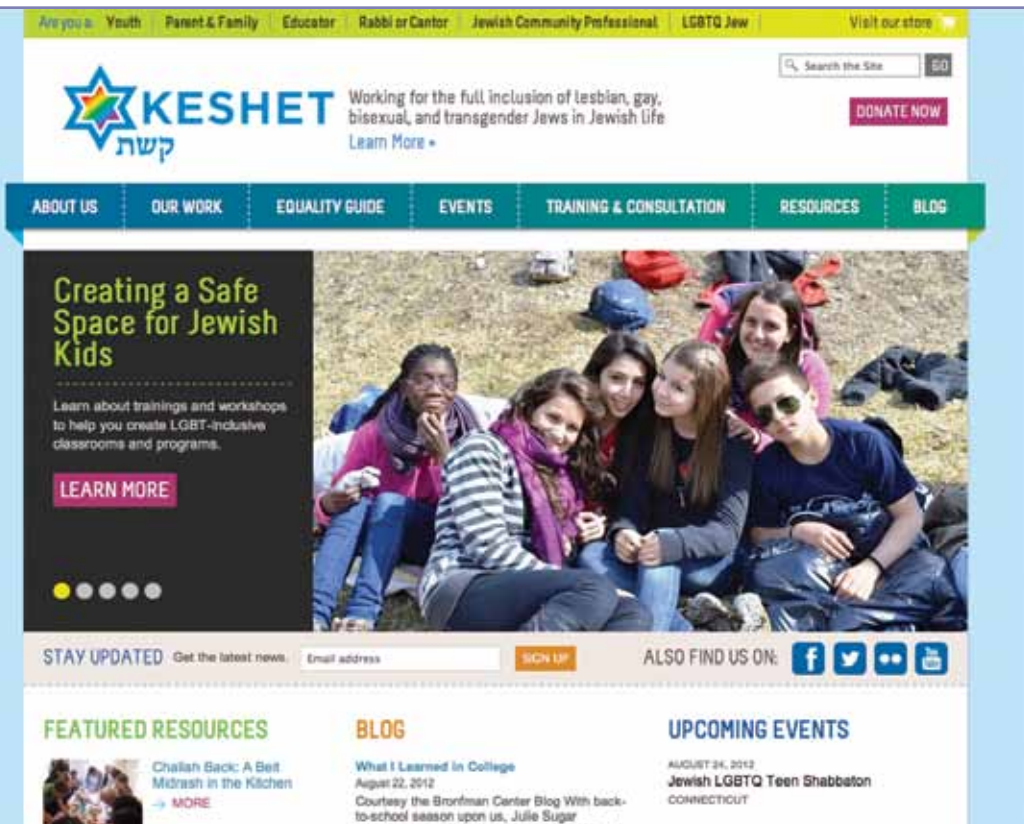 Are you a: Youth Parent & Family Educator Rabbi or Cantor Jewish Community Professional LGBTQ Jew Visit our store
Search the Site GO
KESHET
קשת
Working for the full inclusion of lesbian, gay,
bisexual, and transgender Jews in Jewish life
Learn More »
DONATE NOW
ABOUT US OUR WORK EQUALITY GUIDE EVENTS TRAINING & CONSULTATION RESOURCES BLOG
Creating a Safe
Space for Jewish
Kids
Learn about trainings and workshops
to help you create LGBT-inclusive
classrooms and programs.
LEARN MORE
STAY UPDATED Get the latest news. Email address SIGN UP ALSO FIND US ON: f You Tube
FEATURED RESOURCES
Challah Back: A Beit
Midrash in the Kitchen
→ MORE
BLOG
What I Learned in College
August 22, 2012
Courtesy the Bronfman Center Blog With back-
to-school season upon us, Julie Sugar
UPCOMING EVENTS
AUGUST 24, 2012
Jewish LGBTQ Teen Shabbaton
CONNECTICUT